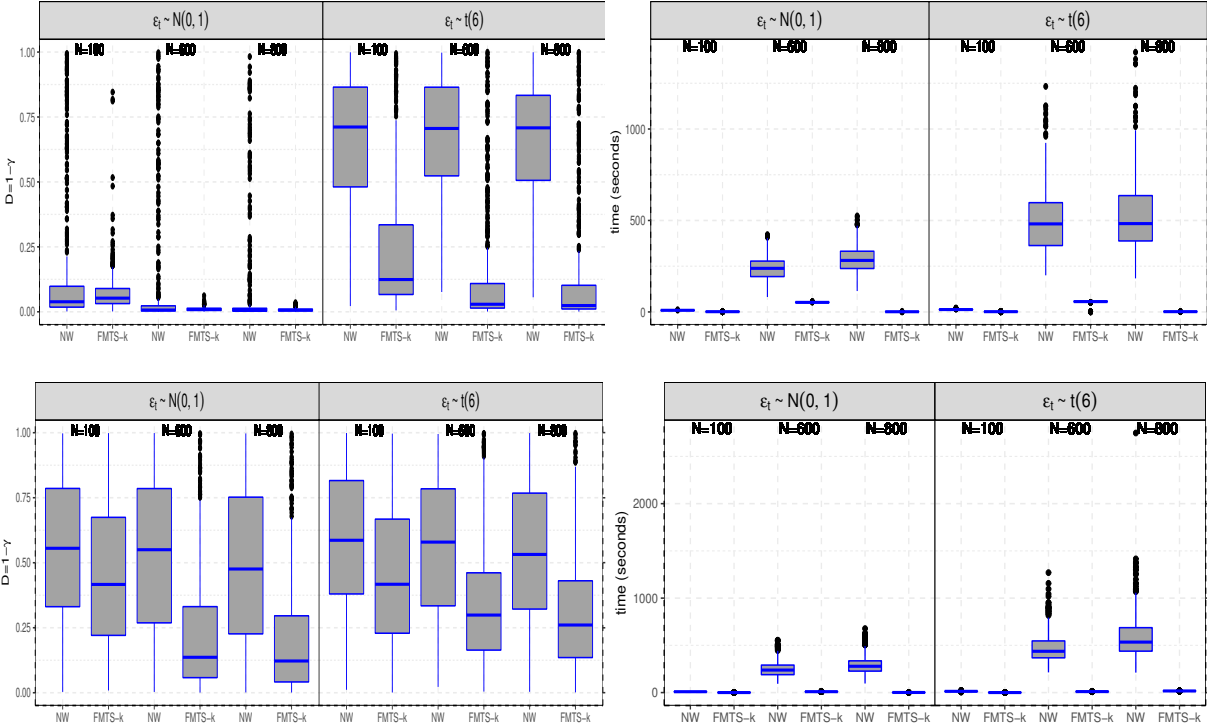 εt ~ N(0, 1)
εt ~ t(6)
N=100
N=600
N=800
N=100
N=600
N=800
1.00
0.75
0.50
0.25
0.00
D=1−γ
NW
FMTS−k
NW
FMTS−k
NW
FMTS−k
NW
FMTS−k
NW
FMTS−k
NW
FMTS−k
εt ~ N(0, 1)
εt ~ t(6)
N=100
N=600
N=800
N=100
N=600
N=800
1000
500
0
time (seconds)
NW
FMTS−k
NW
FMTS−k
NW
FMTS−k
NW
FMTS−k
NW
FMTS−k
NW
FMTS−k
εt ~ N(0, 1)
εt ~ t(6)
N=100
N=600
N=800
N=100
N=600
N=800
1.00
0.75
0.50
0.25
0.00
D=1−γ
NW
FMTS−k
NW
FMTS−k
NW
FMTS−k
NW
FMTS−k
NW
FMTS−k
NW
FMTS−k
εt ~ N(0, 1)
εt ~ t(6)
N=100
N=600
N=800
N=100
N=600
N=800
2000
1000
0
time (seconds)
NW
FMTS−k
NW
FMTS−k
NW
FMTS−k
NW
FMTS−k
NW
FMTS−k
NW
FMTS−k